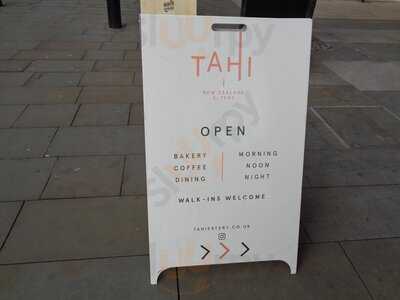 TAHI
NEW ZEALAND
OPEN
BAKERY
COFFEE
DINING
MORNING
NOON
NIGHT
WALK-INS WELCOME
TAHIEATERY.CO.UK